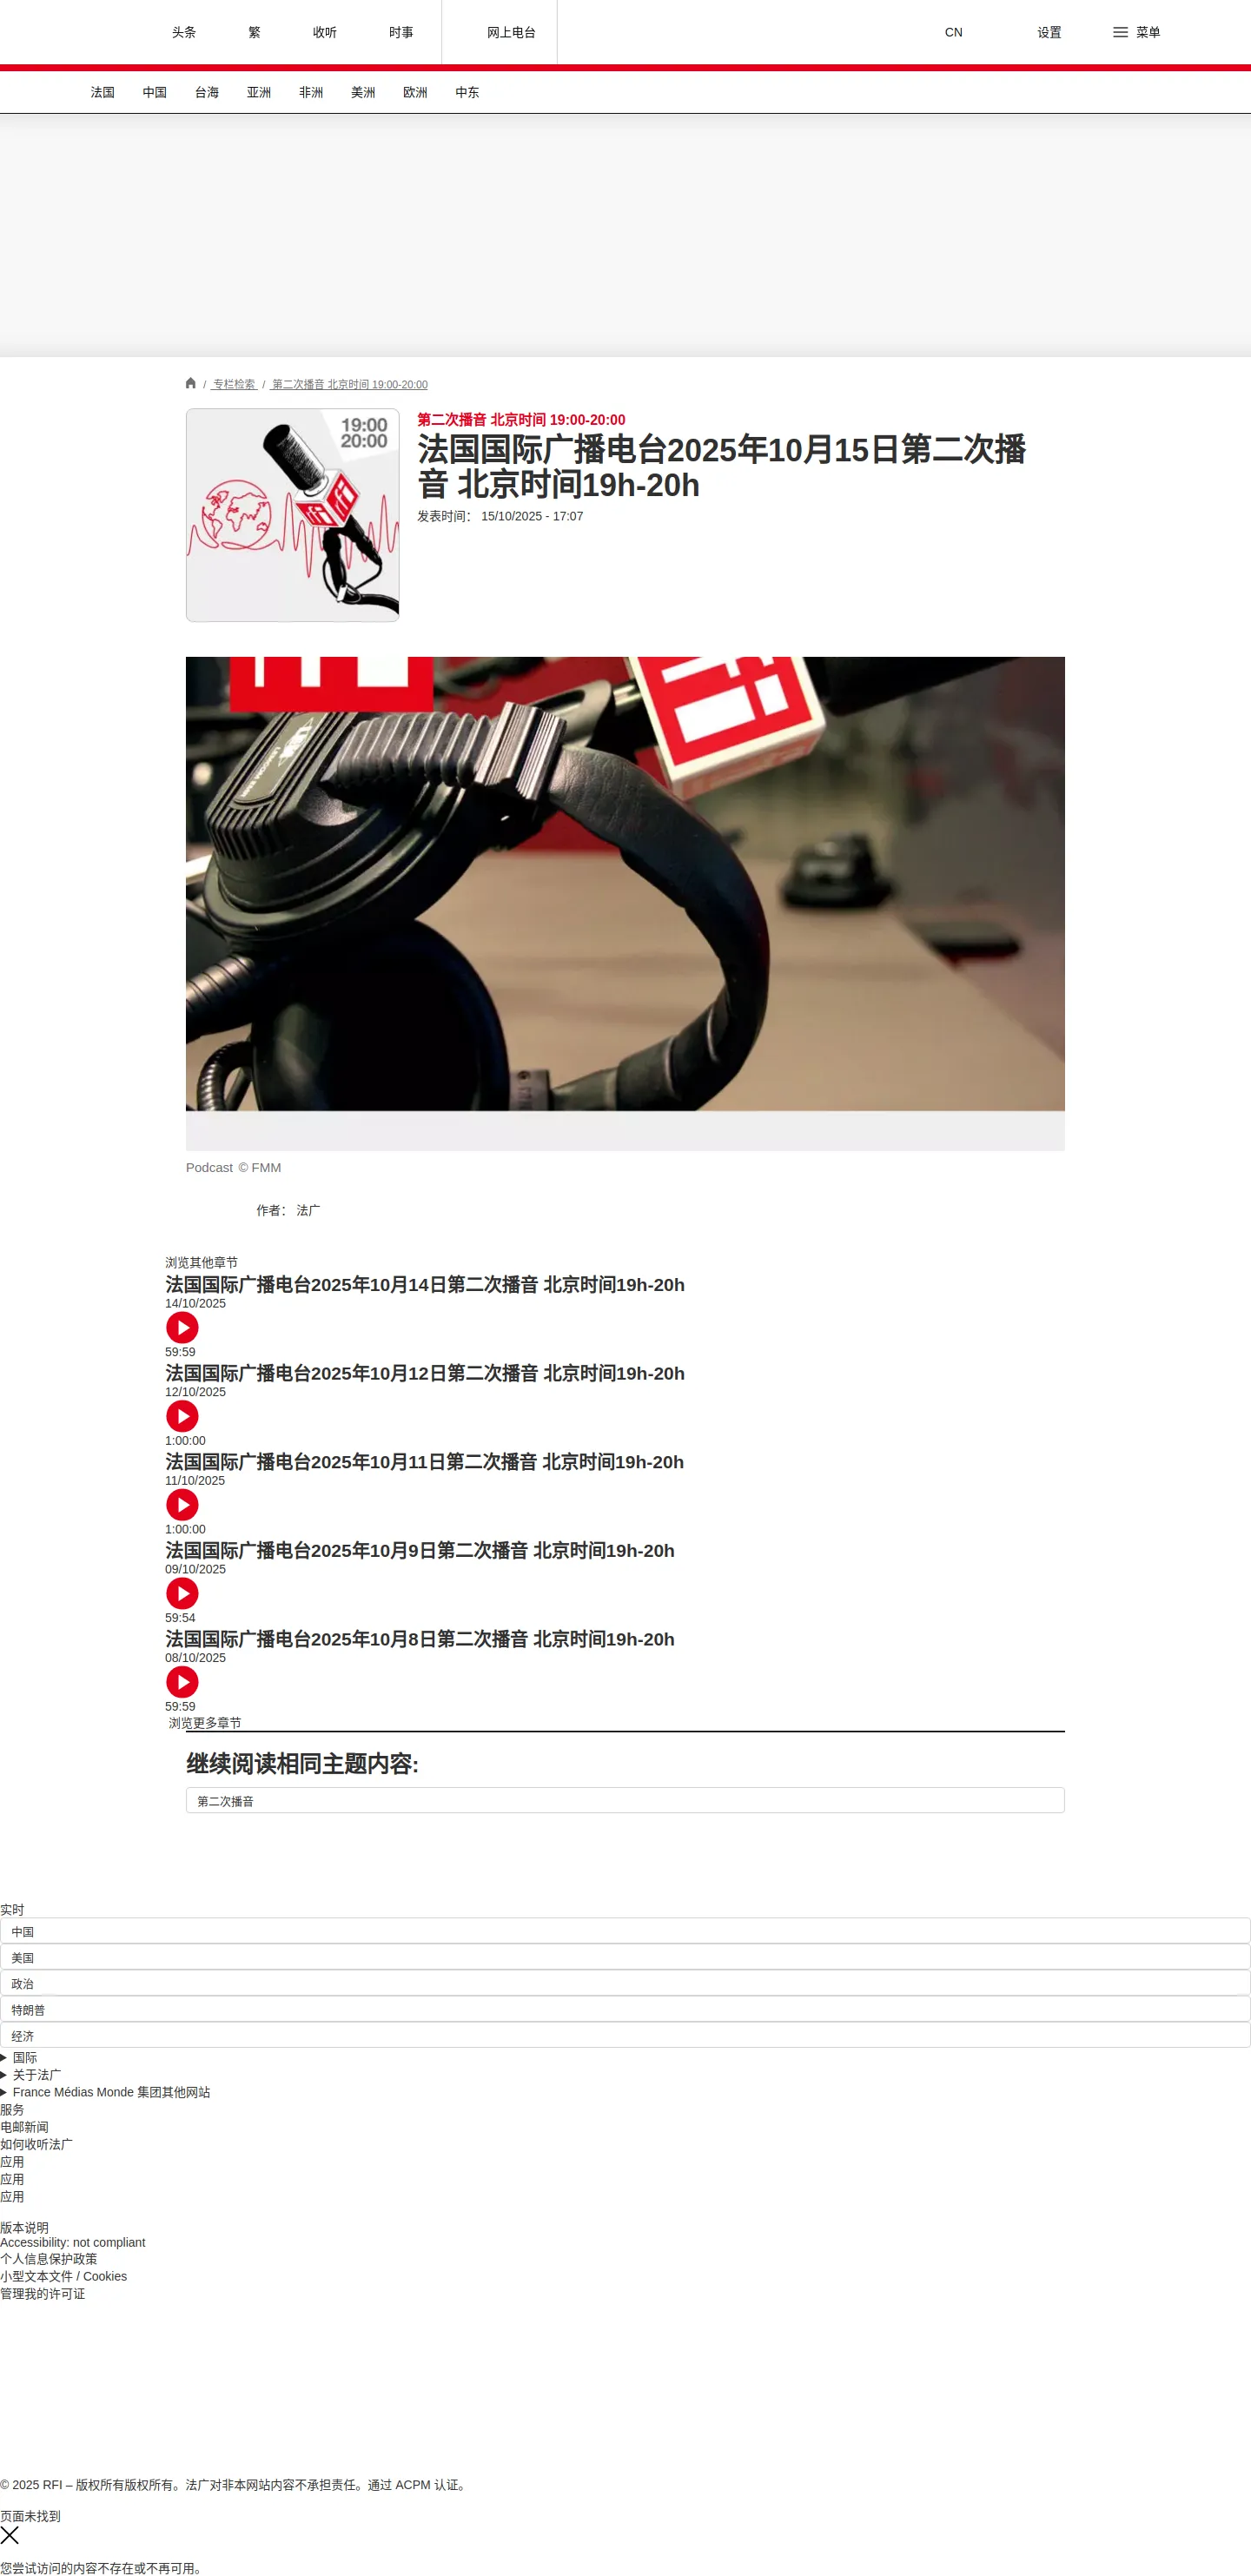 头条
繁
收听
时事
网上电台
CN
设置
菜单
法国
中国
台海
亚洲
非洲
美洲
欧洲
中东
/ 专栏检索 / 第二次播音 北京时间 19:00-20:00
19:00
20:00
rfi
第二次播音 北京时间 19:00-20:00
法国国际广播电台2025年10月15日第二次播
音 北京时间19h-20h
发表时间： 15/10/2025 - 17:07
Podcast © FMM
作者： 法广
浏览其他章节
法国国际广播电台2025年10月14日第二次播音 北京时间19h-20h
14/10/2025
59:59
法国国际广播电台2025年10月12日第二次播音 北京时间19h-20h
12/10/2025
1:00:00
法国国际广播电台2025年10月11日第二次播音 北京时间19h-20h
11/10/2025
1:00:00
法国国际广播电台2025年10月9日第二次播音 北京时间19h-20h
09/10/2025
59:54
法国国际广播电台2025年10月8日第二次播音 北京时间19h-20h
08/10/2025
59:59
浏览更多章节
继续阅读相同主题内容:
第二次播音
实时
中国
美国
政治
特朗普
经济
国际
关于法广
France Médias Monde 集团其他网站
服务
电邮新闻
如何收听法广
应用
应用
应用
版本说明
Accessibility: not compliant
个人信息保护政策
小型文本文件 / Cookies
管理我的许可证
© 2025 RFI – 版权所有版权所有。法广对非本网站内容不承担责任。通过 ACPM 认证。
页面未找到
您尝试访问的内容不存在或不再可用。